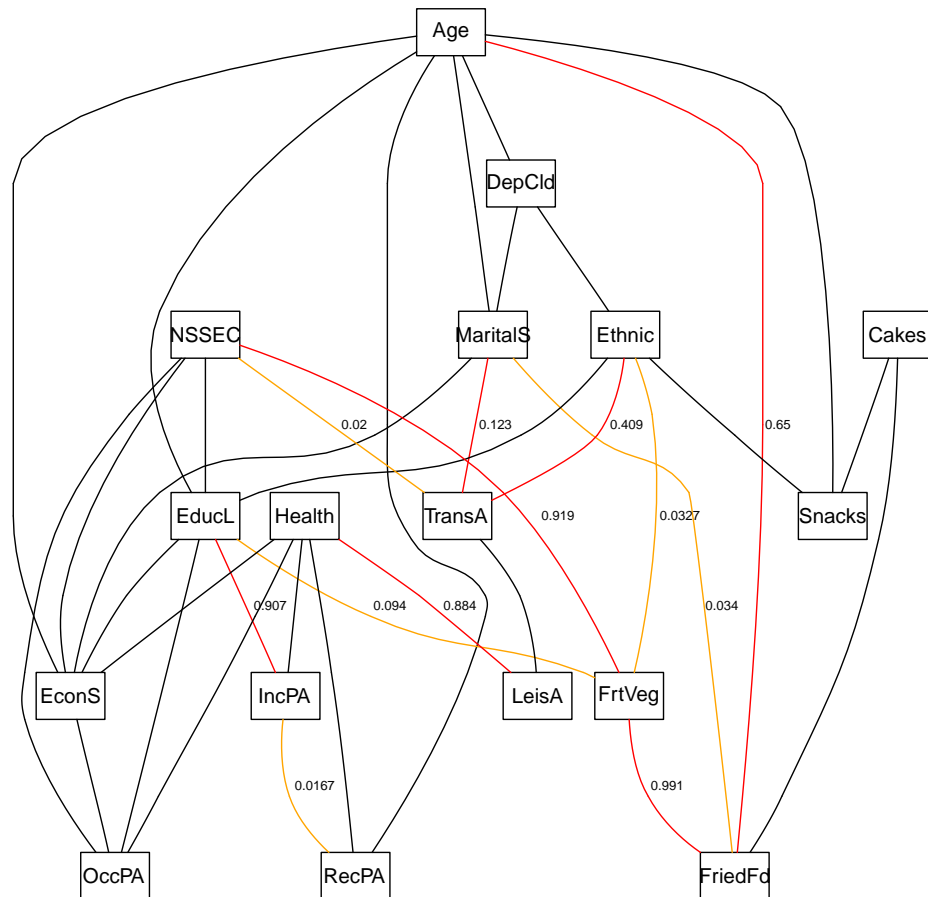 Age
DepCld
NSSEC
MaritalS
Ethnic
Cakes
0.02
0.123
0.409
0.65
EducL
Health
TransA
0.919
0.0327
Snacks
0.907
0.094
0.884
0.034
EconS
IncPA
LeisA
FrtVeg
0.0167
0.991
OccPA
RecPA
FriedFd